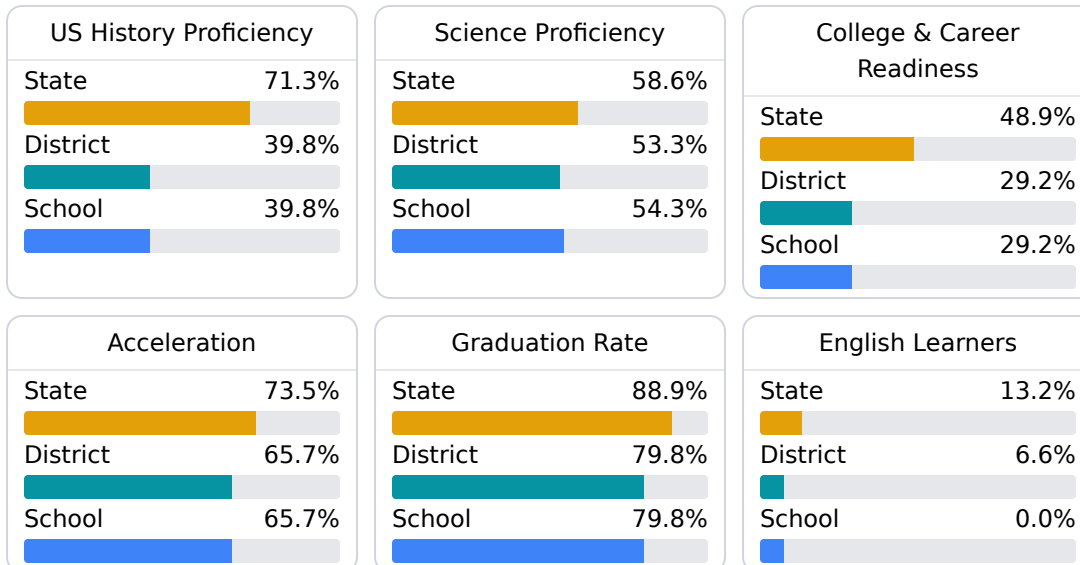 US History Proficiency
State 71.3%
District 39.8%
School 39.8%
Science Proficiency
State 58.6%
District 53.3%
School 54.3%
College & Career
Readiness
State 48.9%
District 29.2%
School 29.2%
Acceleration
State 73.5%
District 65.7%
School 65.7%
Graduation Rate
State 88.9%
District 79.8%
School 79.8%
English Learners
State 13.2%
District 6.6%
School 0.0%